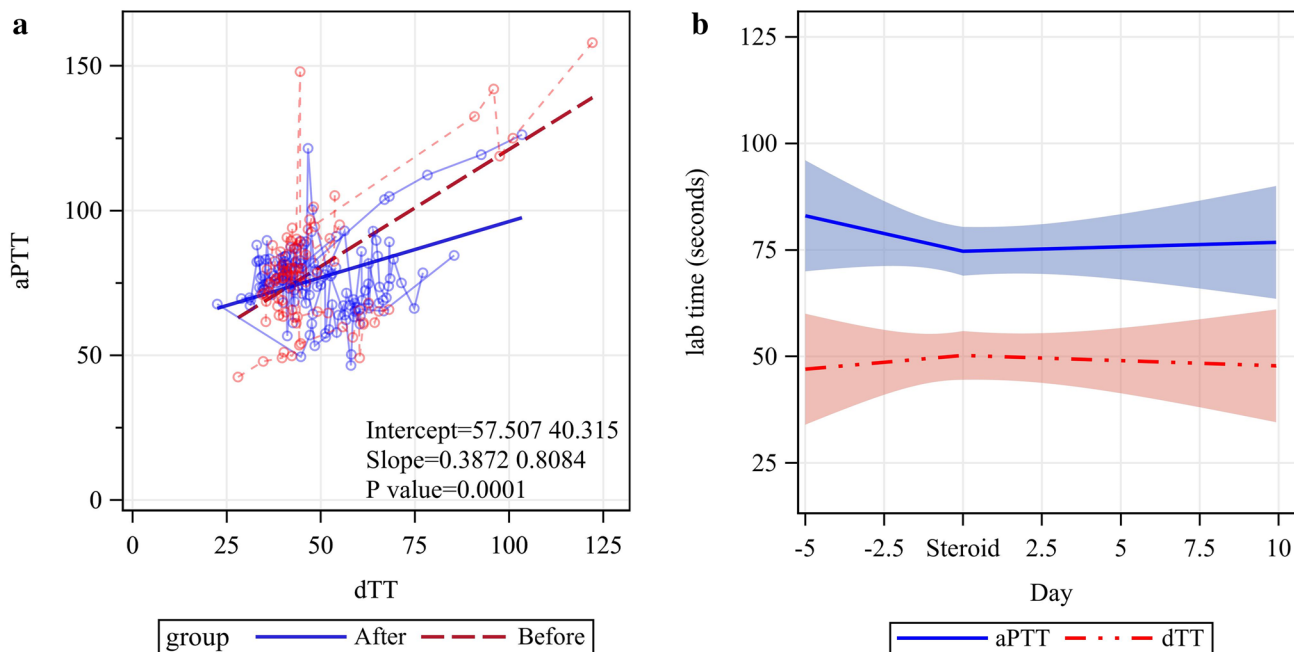 a
aPTT
150
100
50
0
Intercept=57.507 40.315
Slope=0.3872 0.8084
P value=0.0001
0 25 50 75 100 125
dTT
group After Before
b
lab time (seconds)
125
100
75
50
25
-5 -2.5 Steroid 2.5 5 7.5 10
Day
aPTT dTT